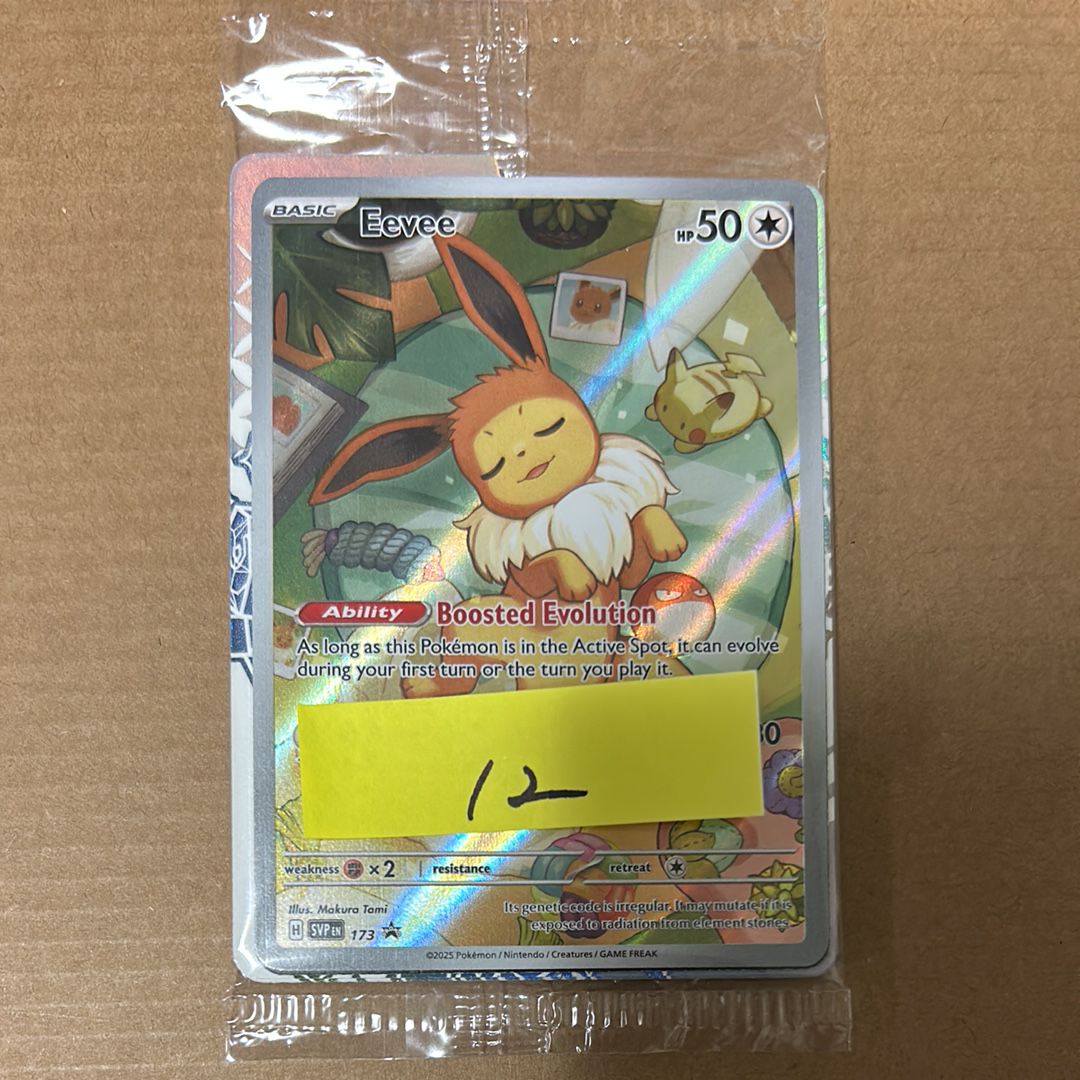 BASIC Eevee HP 50
Ability Boosted Evolution
As long as this Pokémon is in the Active Spot, it can evolve
during your first turn or the turn you play it.
30
12
weakness ×2 resistance retreat
Illus. Makura Tami
Its genetic code is irregular. It may mutate if it is
exposed to radiation from element stones.
H SVP EN 173
©2025 Pokémon / Nintendo / Creatures / GAME FREAK